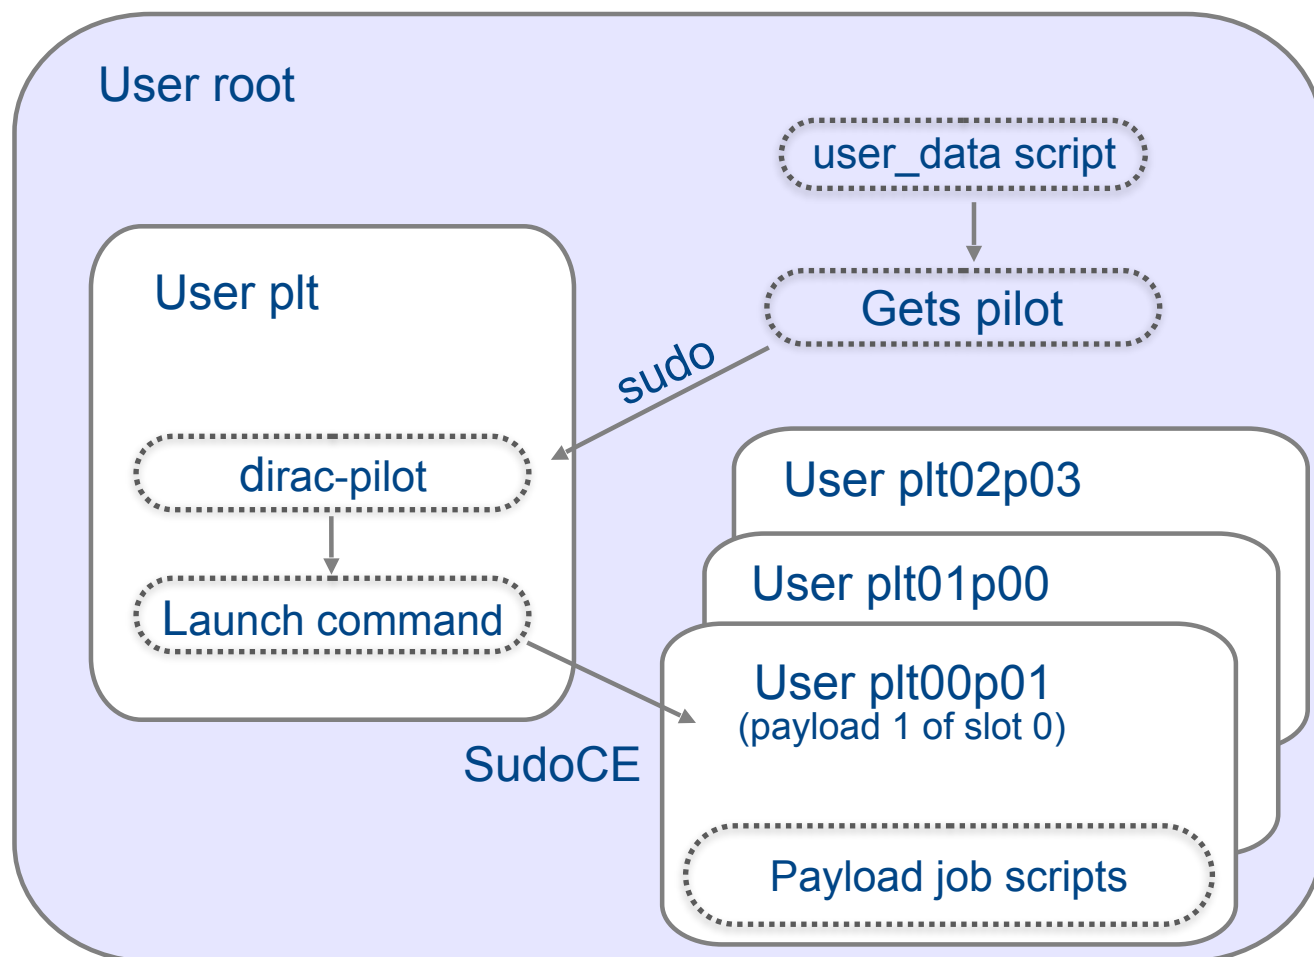 User root
user_data script
Gets pilot
sudo
User plt
dirac-pilot
Launch command
SudoCE
User plt02p03
User plt01p00
User plt00p01
(payload 1 of slot 0)
Payload job scripts